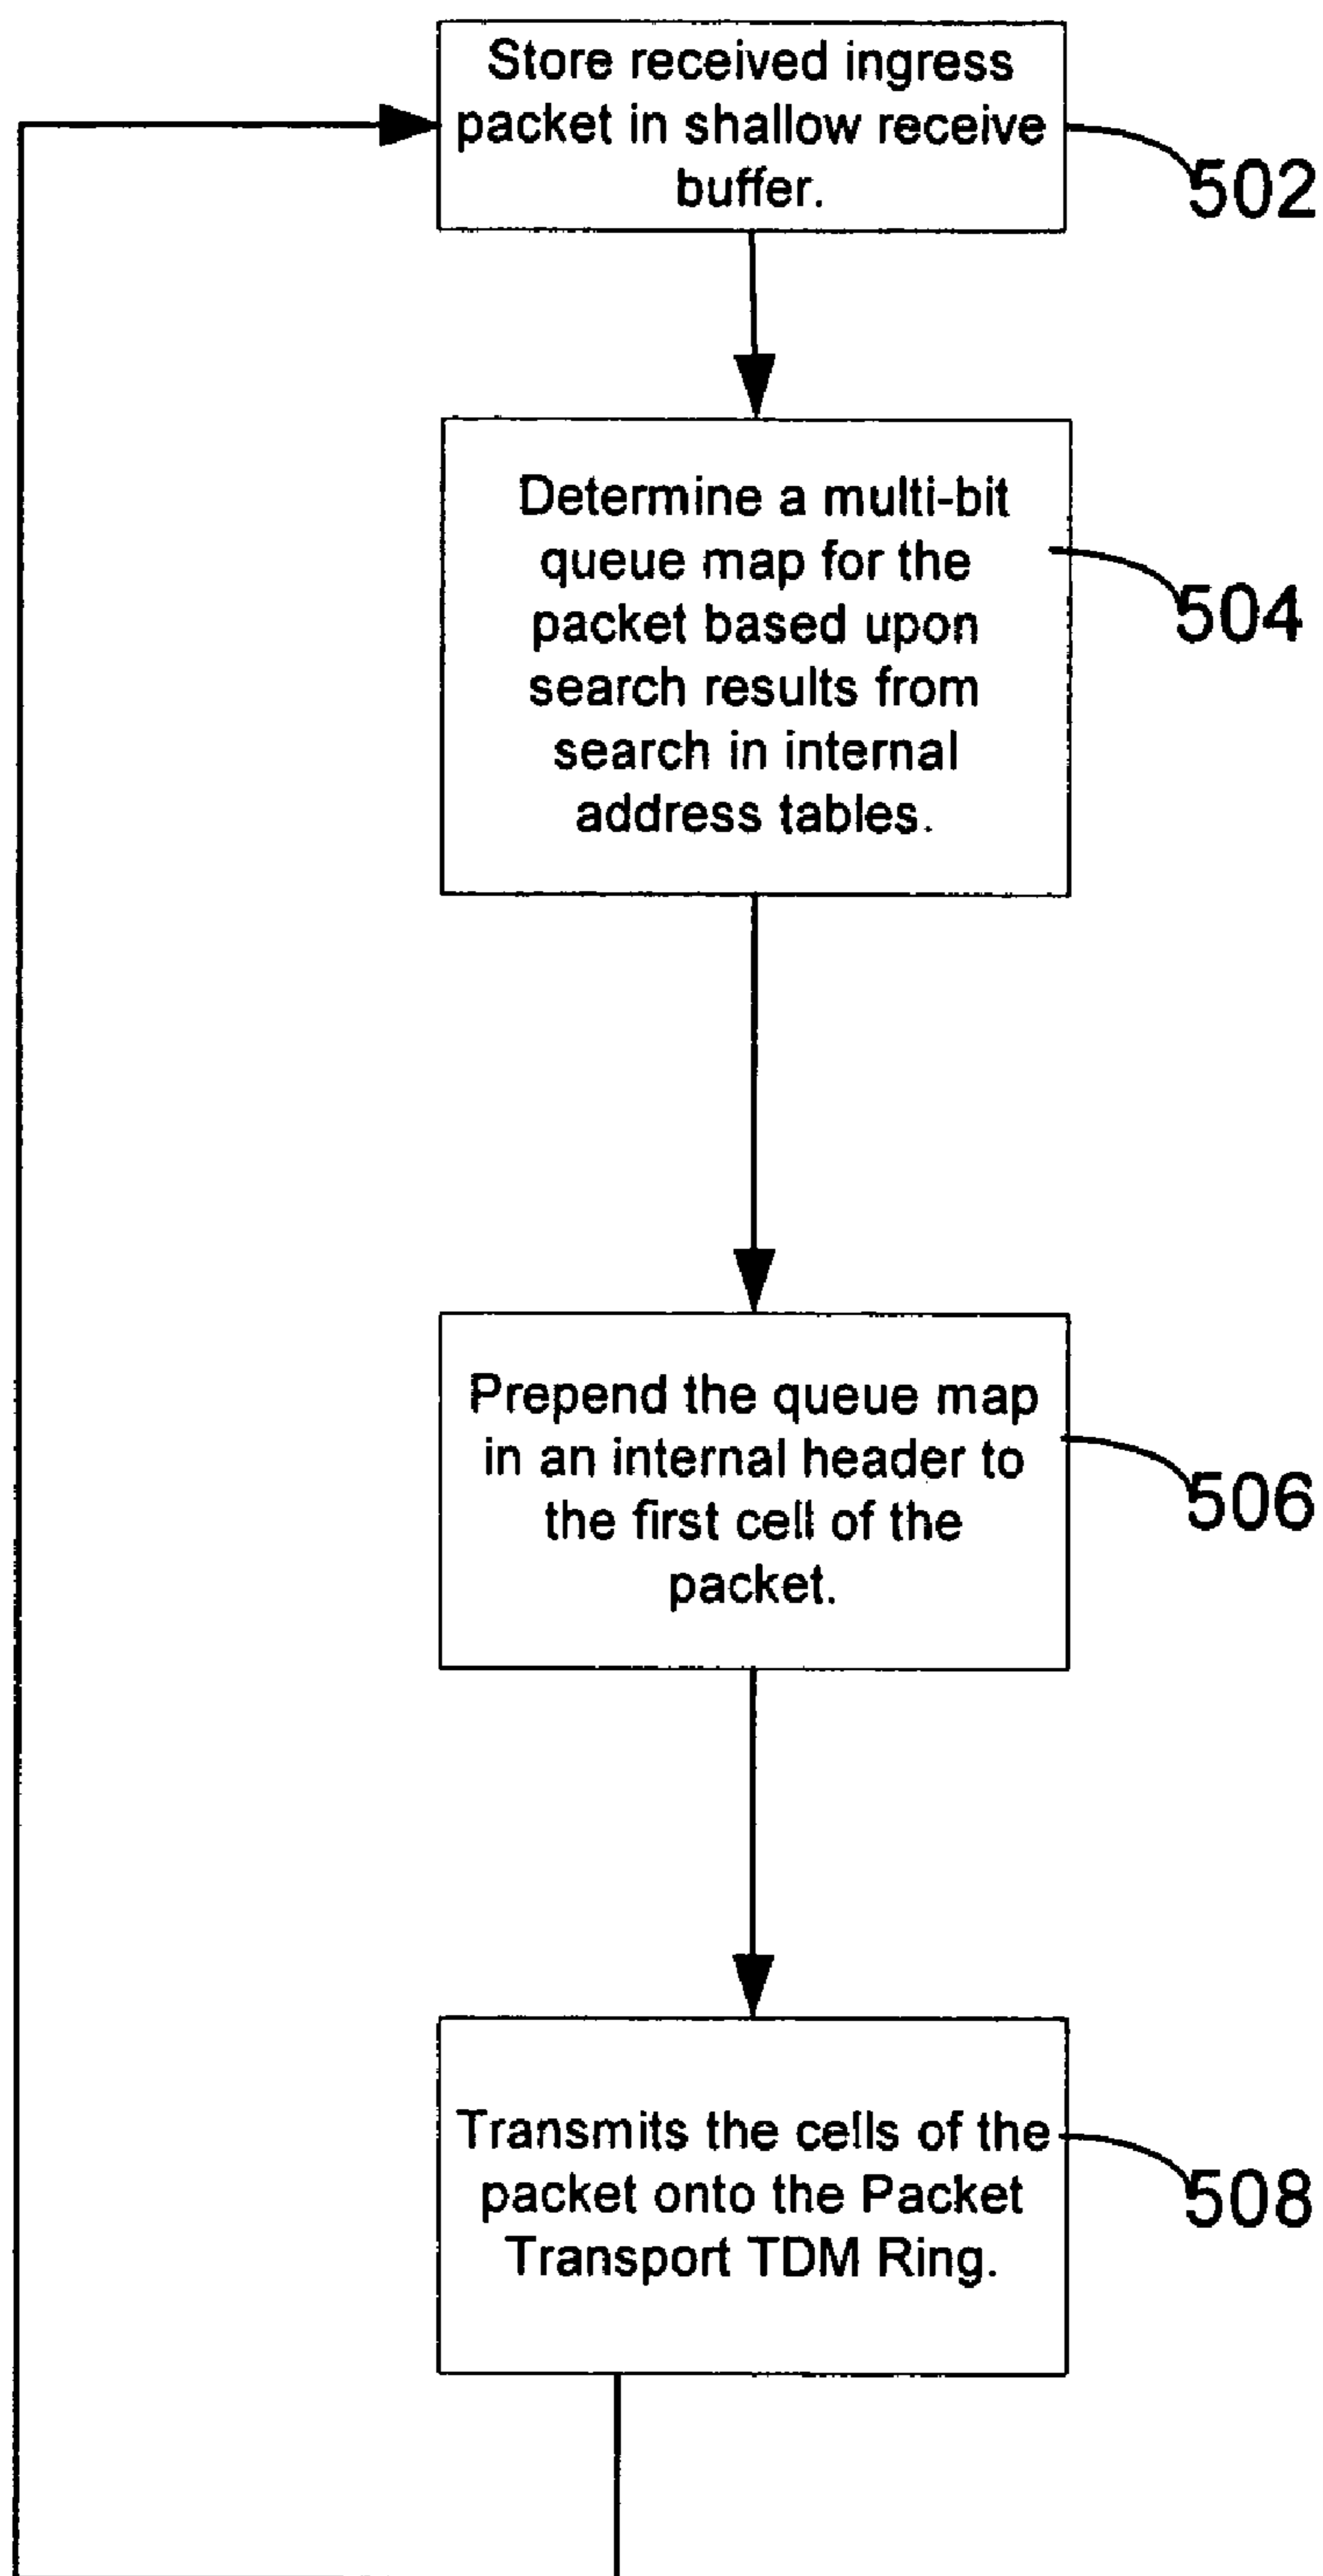 Store received ingress
packet in shallow receive
buffer.
502
Determine a multi-bit
queue map for the
packet based upon
search results from
search in internal
address tables.
504
Prepend the queue map
in an internal header to
the first cell of the
packet.
506
Transmits the cells of the
packet onto the Packet
Transport TDM Ring.
508